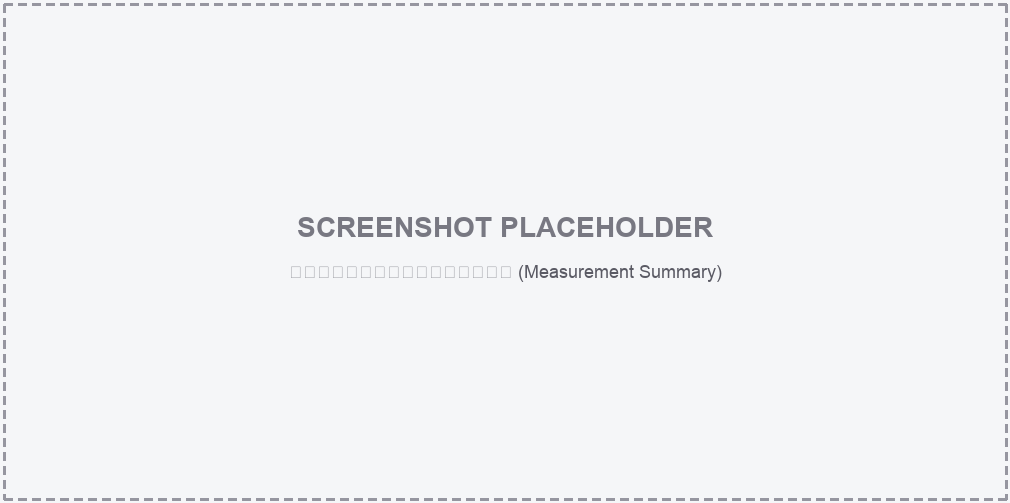 SCREENSHOT PLACEHOLDER
(Measurement Summary)